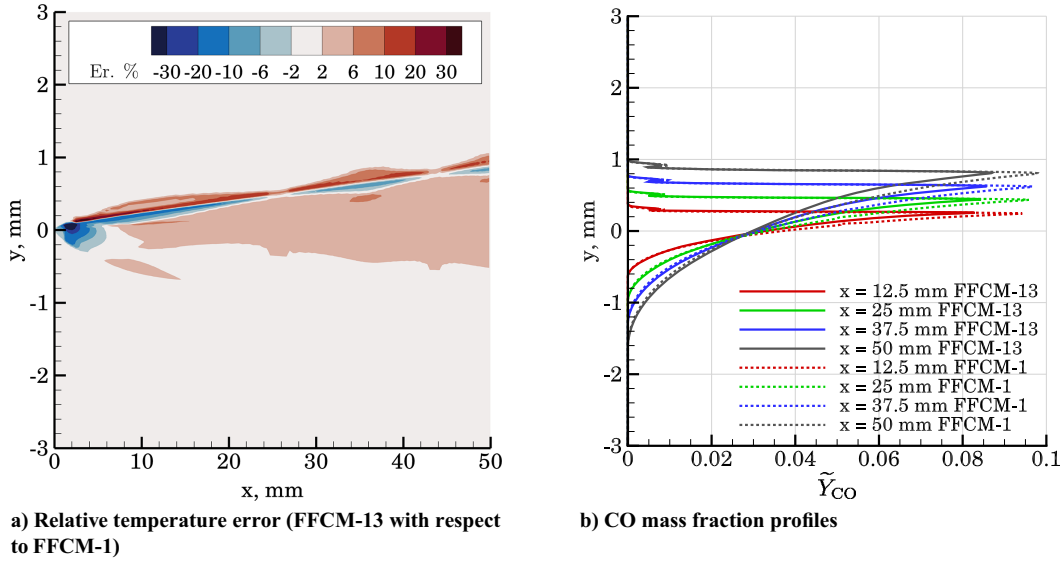 3
2
1
0
-1
-2
-3
y, mm
Er. %
-30 -20 -10 -6 -2 2 6 10 20 30
0 10 20 30 40 50
x, mm
a) Relative temperature error (FFCM-13 with respect
to FFCM-1)
3
2
1
0
-1
-2
-3
y, mm
x = 12.5 mm FFCM-13
x = 25 mm FFCM-13
x = 37.5 mm FFCM-13
x = 50 mm FFCM-13
x = 12.5 mm FFCM-1
x = 25 mm FFCM-1
x = 37.5 mm FFCM-1
x = 50 mm FFCM-1
0 0.02 0.04 0.06 0.08 0.1
Ỹ_CO
b) CO mass fraction profiles